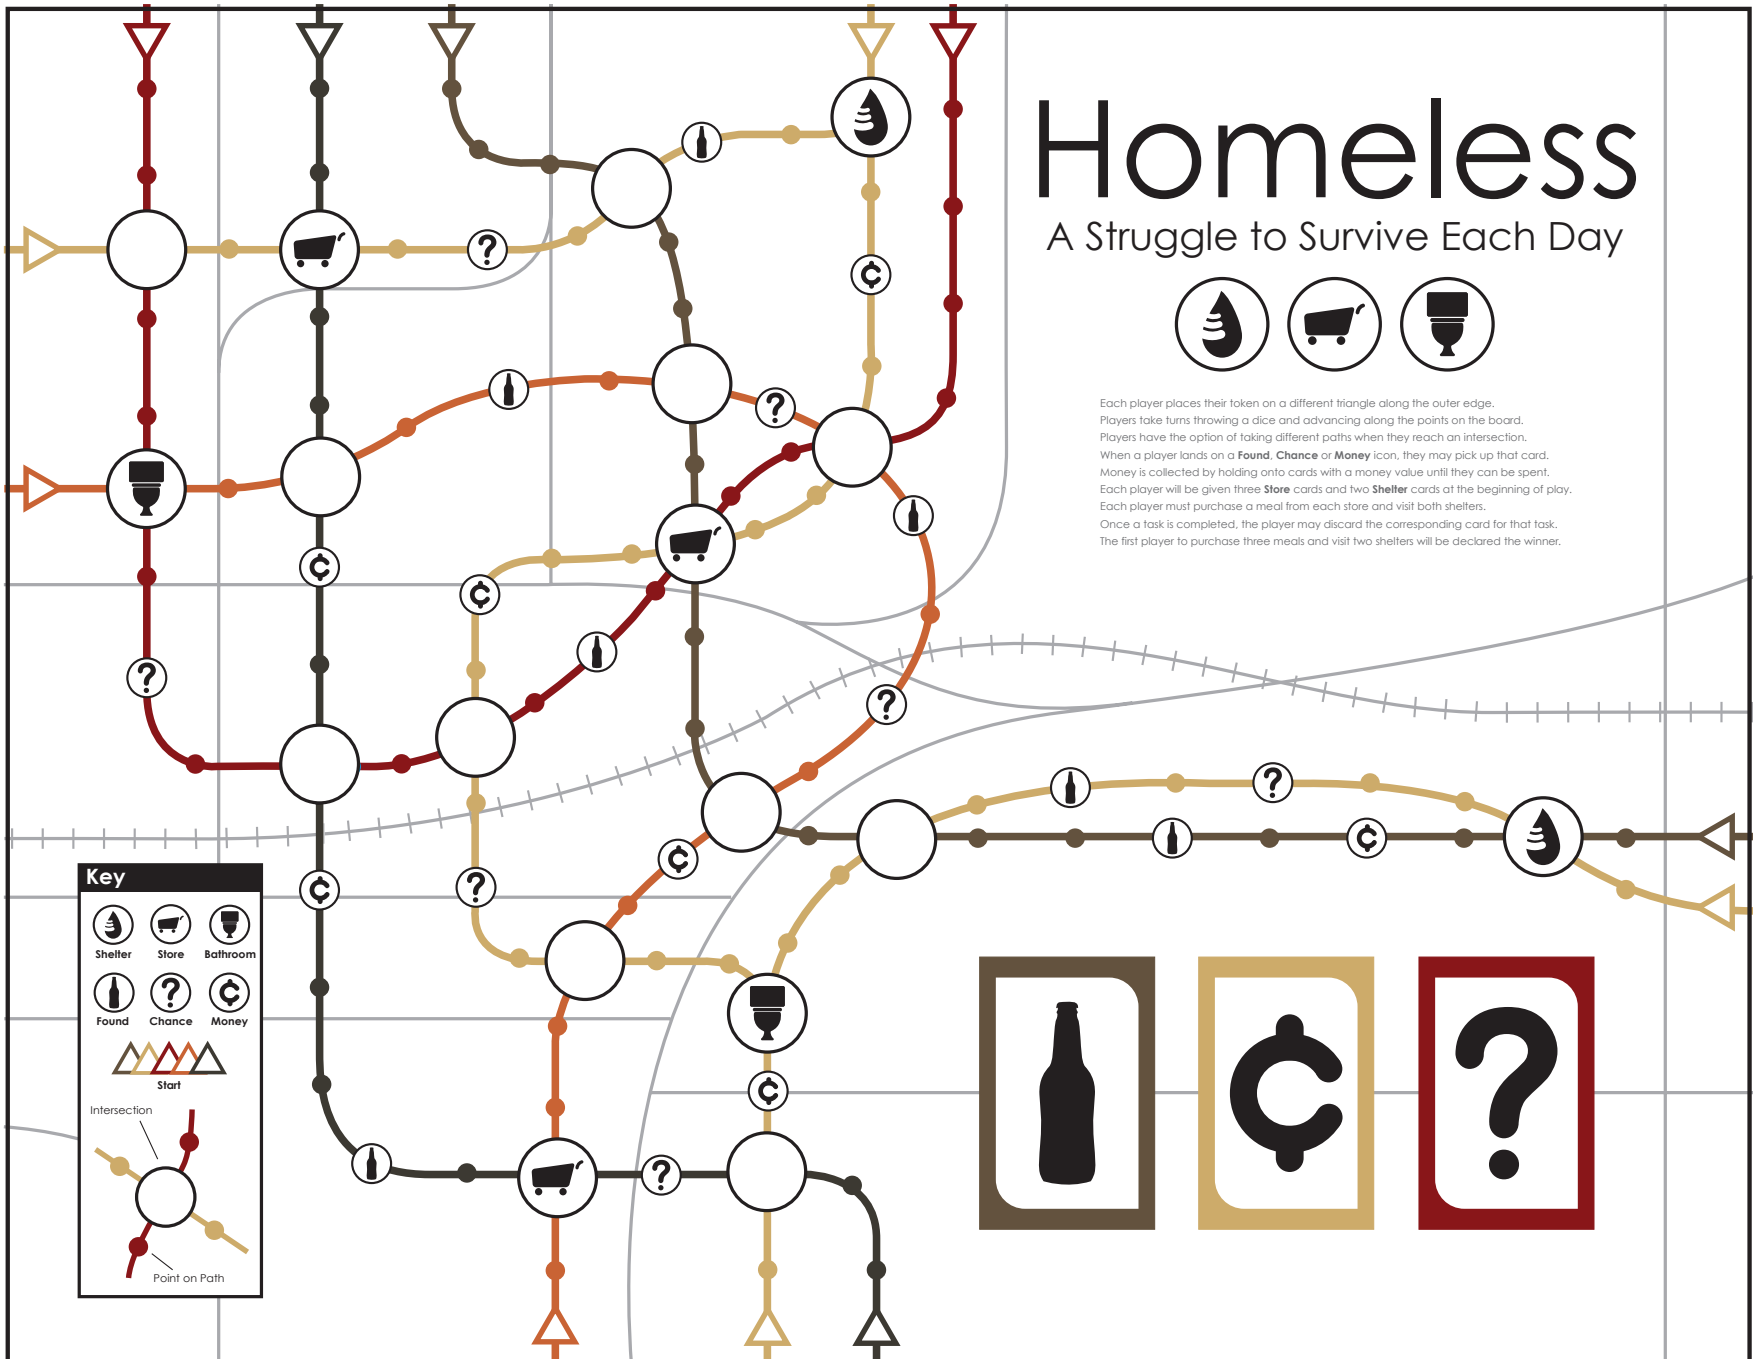 Homeless
A Struggle to Survive Each Day
Each player places their token on a different triangle along the outer edge.
Players take turns throwing a dice and advancing along the points on the board.
Players have the option of taking different paths when they reach an intersection.
When a player lands on a Found, Chance or Money icon, they may pick up that card.
Money is collected by holding onto cards with a money value until they can be spent.
Each player will be given three Store cards and two Shelter cards at the beginning of play.
Each player must purchase a meal from each store and visit both shelters.
Once a task is completed, the player may discard the corresponding card for that task.
The first player to purchase three meals and visit two shelters will be declared the winner.
Key
Shelter Store Bathroom
Found Chance Money
Start
Intersection
Point on Path